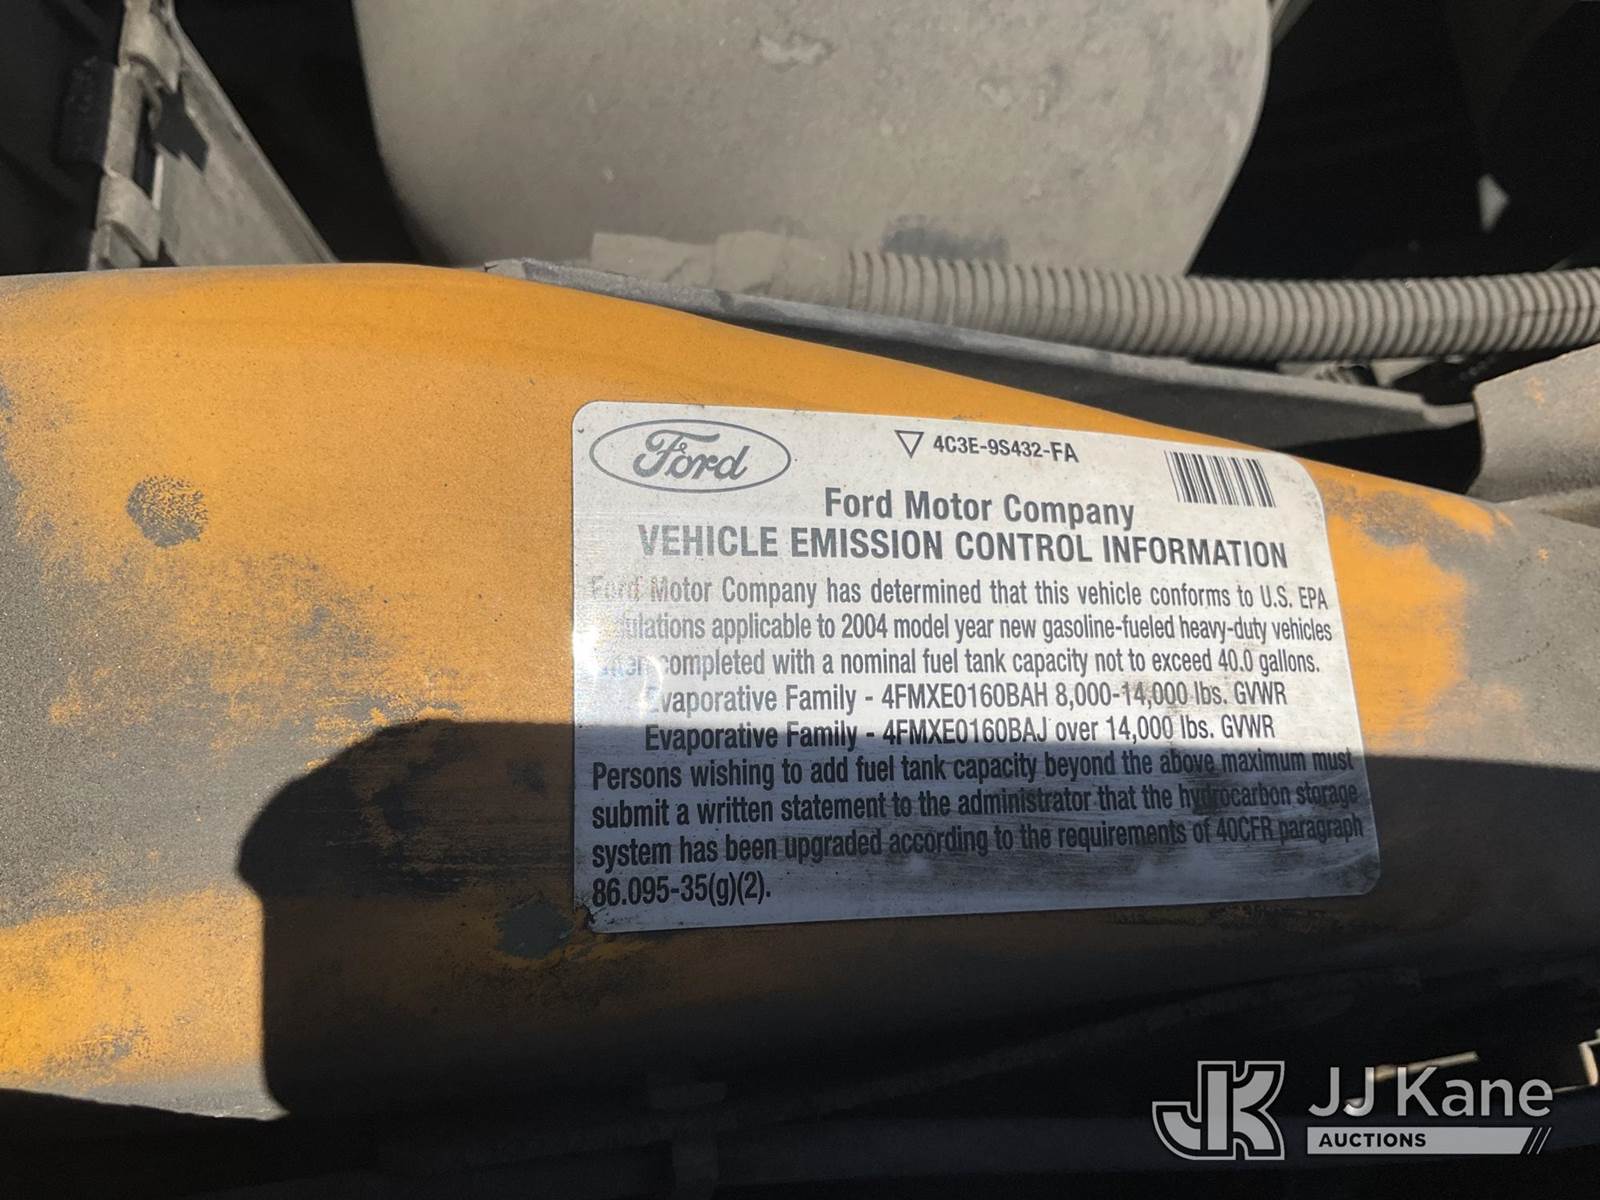 Ford
4C3E-9S432-FA
Ford Motor Company
VEHICLE EMISSION CONTROL INFORMATION
Ford Motor Company has determined that this vehicle conforms to U.S. EPA
applicable to 2004 model year new gasoline-fueled heavy-duty vehicles
completed with a nominal fuel tank capacity not to exceed 40.0 gallons.
Evaporative Family - 4FMXE0160BAH 8,000-14,000 lbs. GVWR
Evaporative Family - 4FMXE0160BAJ over 14,000 lbs. GVWR
Persons wishing to add fuel tank capacity beyond the above maximum must
submit a written statement to the administrator that the hydrocarbon storage
system has been upgraded according to the requirements of 40CFR paragraph
86.095-35(g)(2).
JK JJ Kane
AUCTIONS